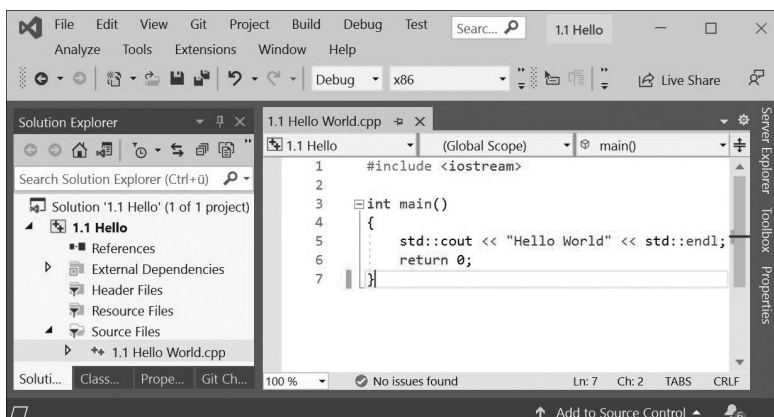 File Edit View Git Project Build Debug Test Searc... 1.1 Hello
Analyze Tools Extensions Window Help
Debug x86 Live Share
Solution Explorer
Search Solution Explorer (Ctrl+ü)
Solution '1.1 Hello' (1 of 1 project)
1.1 Hello
References
External Dependencies
Header Files
Resource Files
Source Files
1.1 Hello World.cpp
Soluti... Class... Prope... Git Ch...
1.1 Hello World.cpp
1.1 Hello (Global Scope) main()
1 #include <iostream>
2
3 int main()
4 {
5 std::cout << "Hello World" << std::endl;
6 return 0;
7 }
100 % No issues found Ln: 7 Ch: 2 TABS CRLF
Server Explorer
Toolbox
Properties
Add to Source Control 6